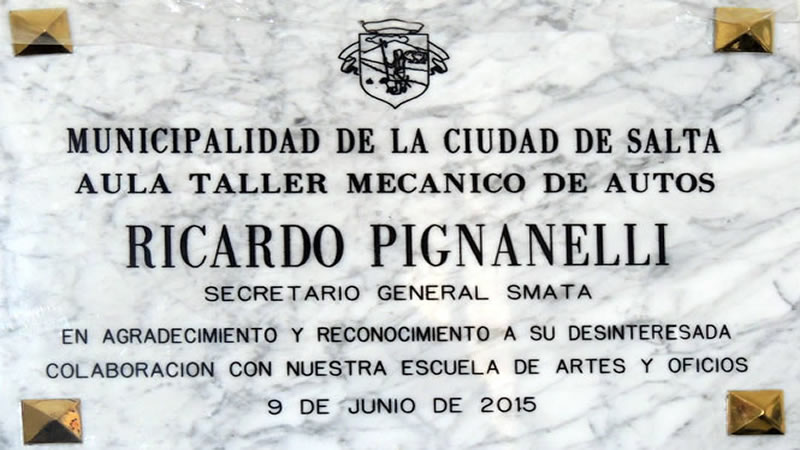 MUNICIPALIDAD DE LA CIUDAD DE SALTA
AULA TALLER MECANICO DE AUTOS
RICARDO PIGNANELLI
SECRETARIO GENERAL SMATA
EN AGRADECIMIENTO Y RECONOCIMIENTO A SU DESINTERESADA
COLABORACION CON NUESTRA ESCUELA DE ARTES Y OFICIOS
9 DE JUNIO DE 2015